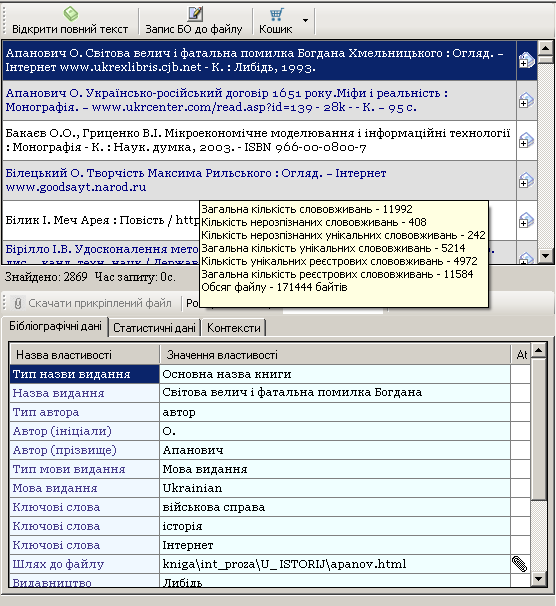 Відкрити повний текст Запис БО до файлу Кошик
Апанович О. Світова велич і фатальна помилка Богдана Хмельницького : Огляд. –
Інтернет www.ukrexlibris.cjb.net - К. : Либідь, 1993.
Апанович О. Українсько-російський договір 1651 року.Міфи і реальність :
Монографія. – www.ukrcenter.com/read.asp?id=139 - 28k - - К. – 95 с.
Бакаєв О.О., Гриценко В.І. Мікроекономічне моделювання і інформаційні технології
: Монографія - К. : Наук. думка, 2003. - ISBN 966-00-0800-7
Білецький О. Творчість Максима Рильського : Огляд. – Інтернет
www.goodsayt.narod.ru
Білик І. Меч Арея : Повість / http
Бірілло І.В. Удосконалення мето
Загальна кількість слововживань - 11992
Кількість нерозпізнаних слововживань - 408
Кількість нерозпізнаних унікальних слововживань - 242
Загальна кількість унікальних слововживань - 5214
Кількість унікальних реєстрових слововживань - 4972
Загальна кількість реєстрових слововживань - 11584
Обсяг файлу - 171444 байтів
Знайдено: 2869 Час запиту: 0с.
Скачати прикріплений файл
Бібліографічні дані Статистичні дані Контексти
Назва властивості Значення властивості At
Тип назви видання Основна назва книги
Назва видання Світова велич і фатальна помилка Богдана
Тип автора автор
Автор (ініціали) О.
Автор (прізвище) Апанович
Тип мови видання Мова видання
Мова видання Ukrainian
Ключові слова військова справа
Ключові слова історія
Ключові слова Інтернет
Шлях до файлу kniga\int_proza\U_ISTORIJ\apanov.html
Видавництво Либідь